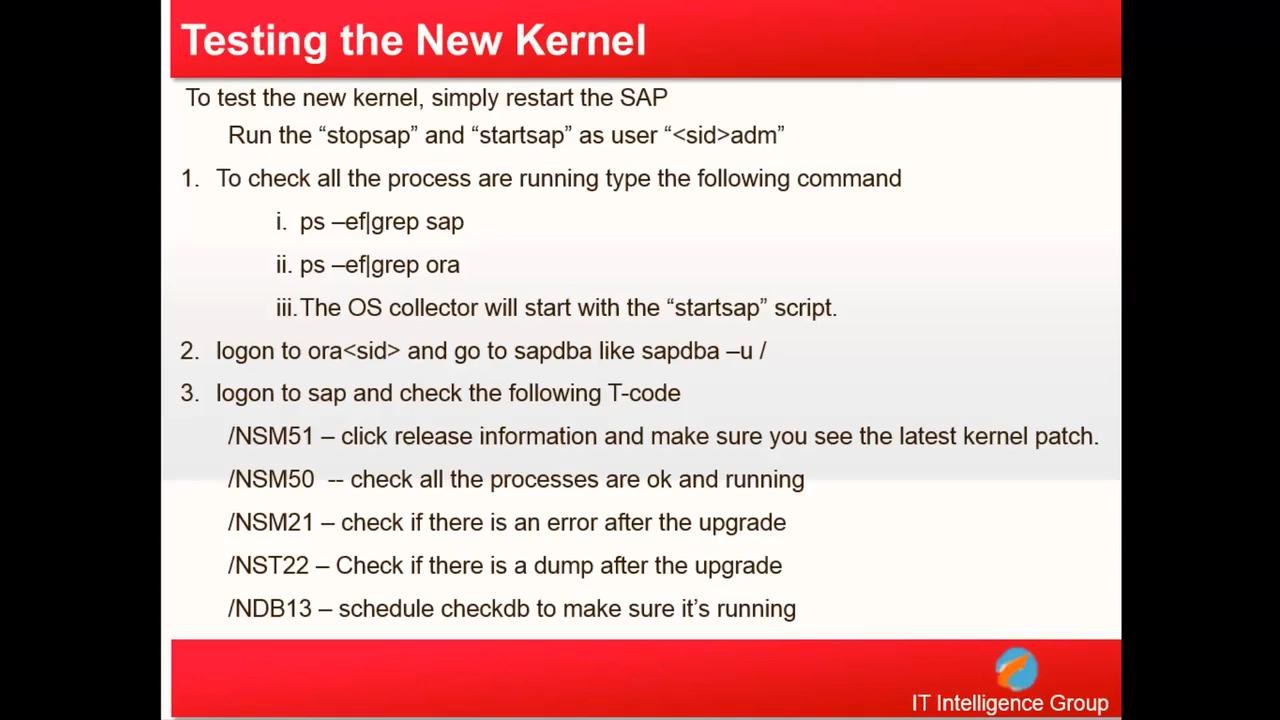 Testing the New Kernel
To test the new kernel, simply restart the SAP
Run the “stopsap” and “startsap” as user “<sid>adm”
1. To check all the process are running type the following command
i. ps –ef|grep sap
ii. ps –ef|grep ora
iii.The OS collector will start with the “startsap” script.
2. logon to ora<sid> and go to sapdba like sapdba –u /
3. logon to sap and check the following T-code
/NSM51 – click release information and make sure you see the latest kernel patch.
/NSM50 -- check all the processes are ok and running
/NSM21 – check if there is an error after the upgrade
/NST22 – Check if there is a dump after the upgrade
/NDB13 – schedule checkdb to make sure it’s running
IT Intelligence Group